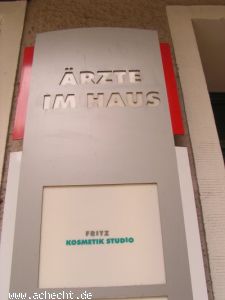 ÄRZTE
IM HAUS
FRITZ
KOSMETIK STUDIO
www.achecht.de